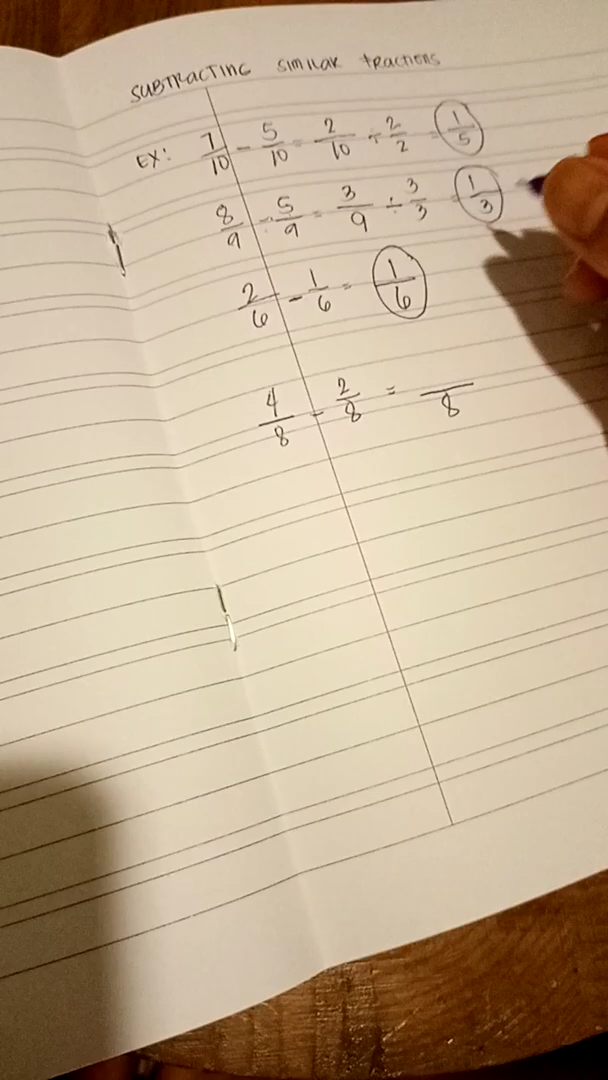 SUBTRACTING SIMILAR fractions
EX: 7/10 - 5/10 = 2/10 ÷ 2/2 = 1/5
8/9 - 5/9 = 3/9 ÷ 3/3 = 1/3
2/6 - 1/6 = 1/6
4/8 - 2/8 = /8